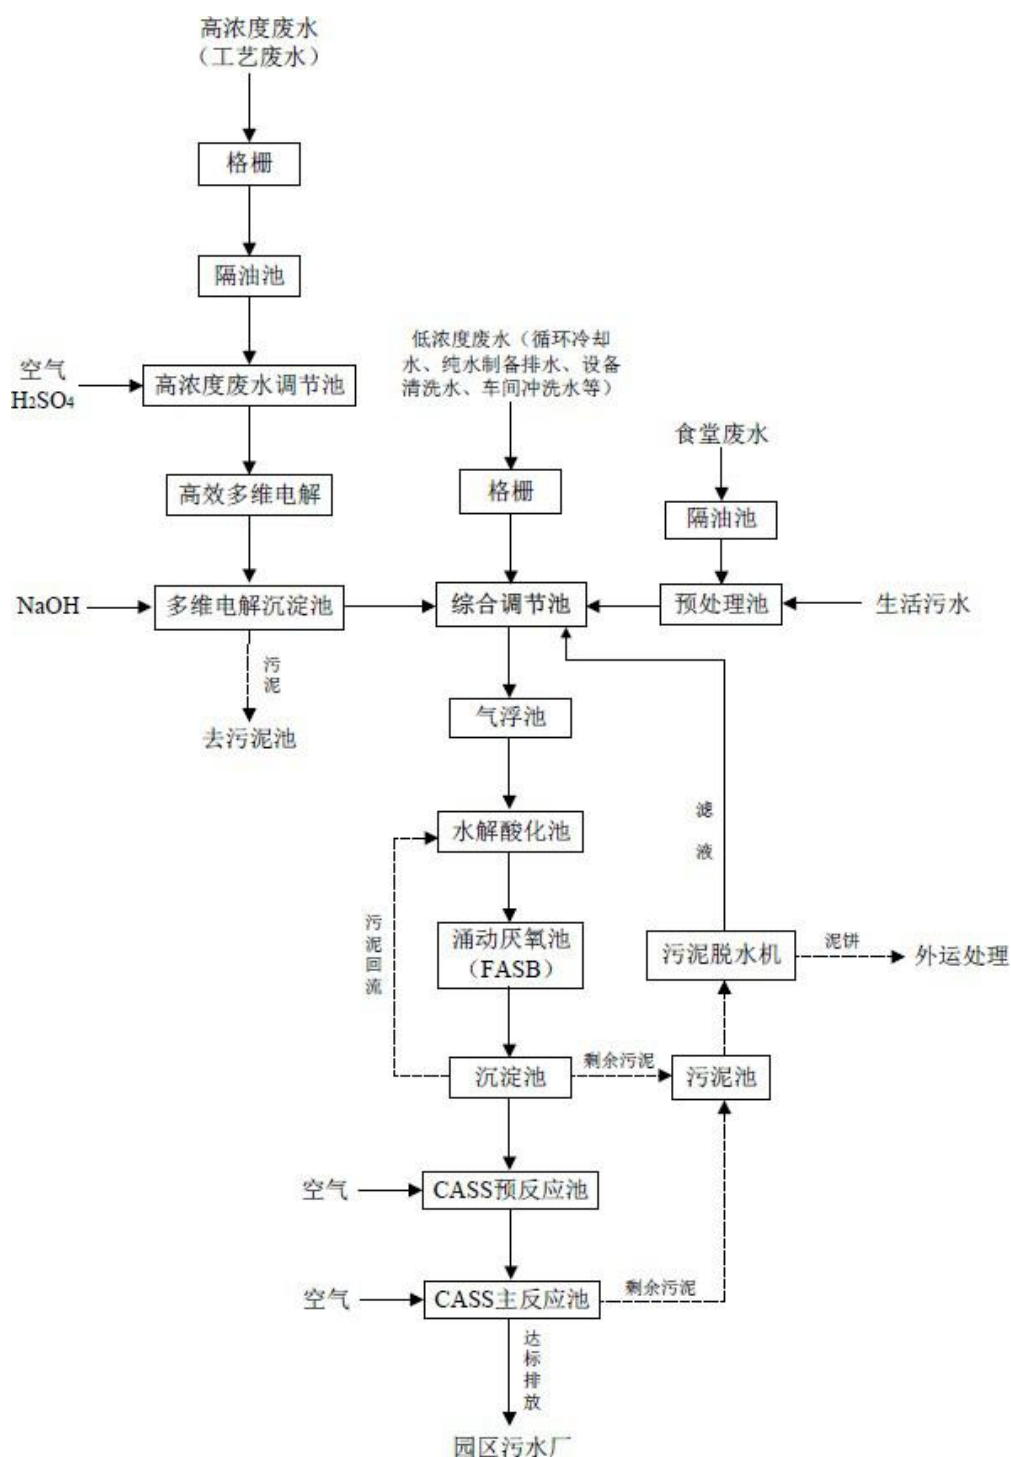 高浓度废水
（工艺废水）
格栅
隔油池
空气
H2SO4
高浓度废水调节池
高效多维电解
NaOH
多维电解沉淀池
污泥
去污泥池
低浓度废水（循环冷却
水、纯水制备排水、设备
清洗水、车间冲洗水等）
格栅
综合调节池
食堂废水
隔油池
预处理池
生活污水
气浮池
水解酸化池
污泥回流
涌动厌氧池
（FASB）
沉淀池
剩余污泥
污泥池
污泥脱水机
滤液
泥饼
外运处理
空气
CASS预反应池
空气
CASS主反应池
剩余污泥
达标排放
园区污水厂